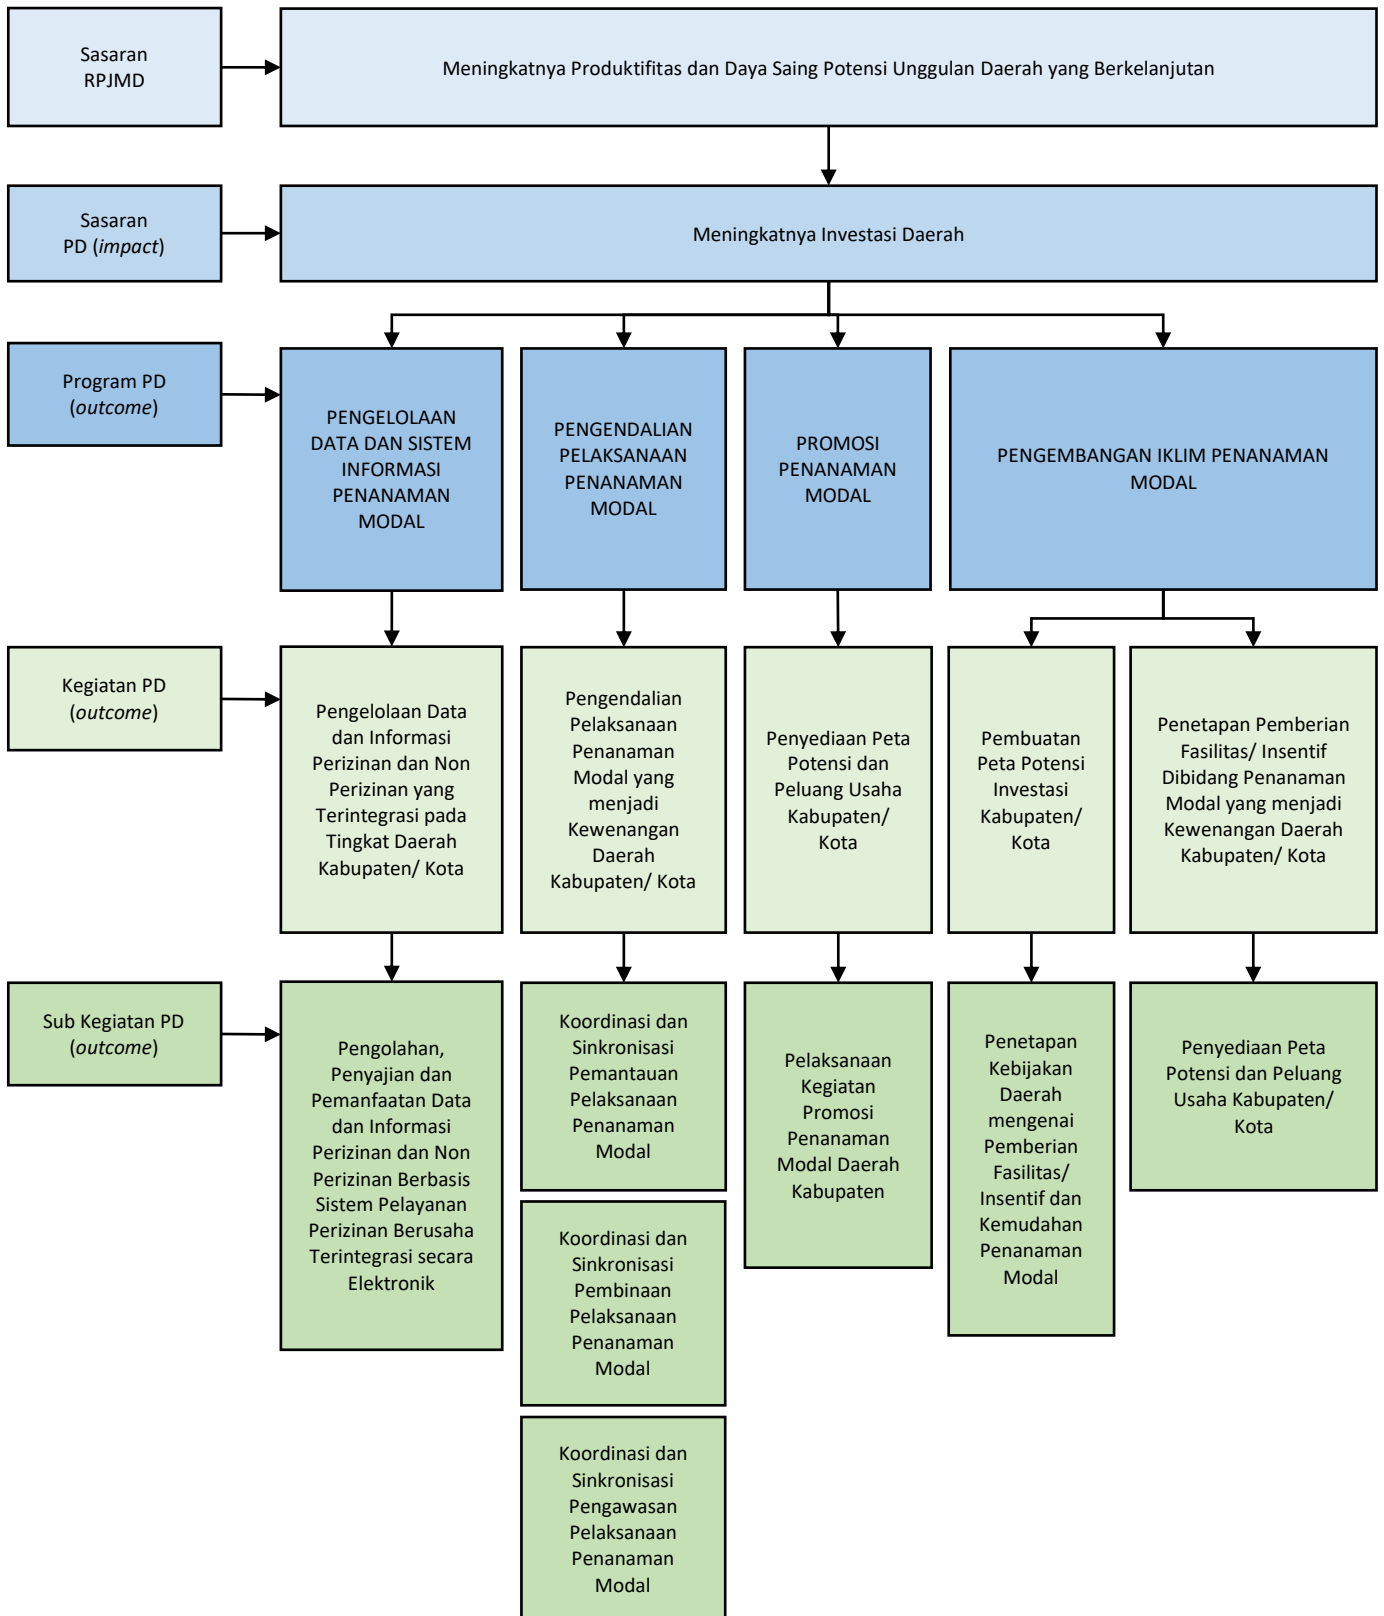 Sasaran
RPJMD
Meningkatnya Produktifitas dan Daya Saing Potensi Unggulan Daerah yang Berkelanjutan
Sasaran
PD (impact)
Meningkatnya Investasi Daerah
Program PD
(outcome)
PENGELOLAAN
DATA DAN SISTEM
INFORMASI
PENANAMAN
MODAL
PENGENDALIAN
PELAKSANAAN
PENANAMAN
MODAL
PROMOSI
PENANAMAN
MODAL
PENGEMBANGAN IKLIM PENANAMAN
MODAL
Kegiatan PD
(outcome)
Pengelolaan Data
dan Informasi
Perizinan dan Non
Perizinan yang
Terintegrasi pada
Tingkat Daerah
Kabupaten/ Kota
Pengendalian
Pelaksanaan
Penanaman
Modal yang
menjadi
Kewenangan
Daerah
Kabupaten/ Kota
Penyediaan Peta
Potensi dan
Peluang Usaha
Kabupaten/
Kota
Pembuatan
Peta Potensi
Investasi
Kabupaten/
Kota
Penetapan Pemberian
Fasilitas/ Insentif
Dibidang Penanaman
Modal yang menjadi
Kewenangan Daerah
Kabupaten/ Kota
Sub Kegiatan PD
(outcome)
Pengolahan,
Penyajian dan
Pemanfaatan Data
dan Informasi
Perizinan dan Non
Perizinan Berbasis
Sistem Pelayanan
Perizinan Berusaha
Terintegrasi secara
Elektronik
Koordinasi dan
Sinkronisasi
Pemantauan
Pelaksanaan
Penanaman
Modal
Koordinasi dan
Sinkronisasi
Pembinaan
Pelaksanaan
Penanaman
Modal
Koordinasi dan
Sinkronisasi
Pengawasan
Pelaksanaan
Penanaman
Modal
Pelaksanaan
Kegiatan
Promosi
Penanaman
Modal Daerah
Kabupaten
Penetapan
Kebijakan
Daerah
mengenai
Pemberian
Fasilitas/
Insentif dan
Kemudahan
Penanaman
Modal
Penyediaan Peta
Potensi dan Peluang
Usaha Kabupaten/
Kota